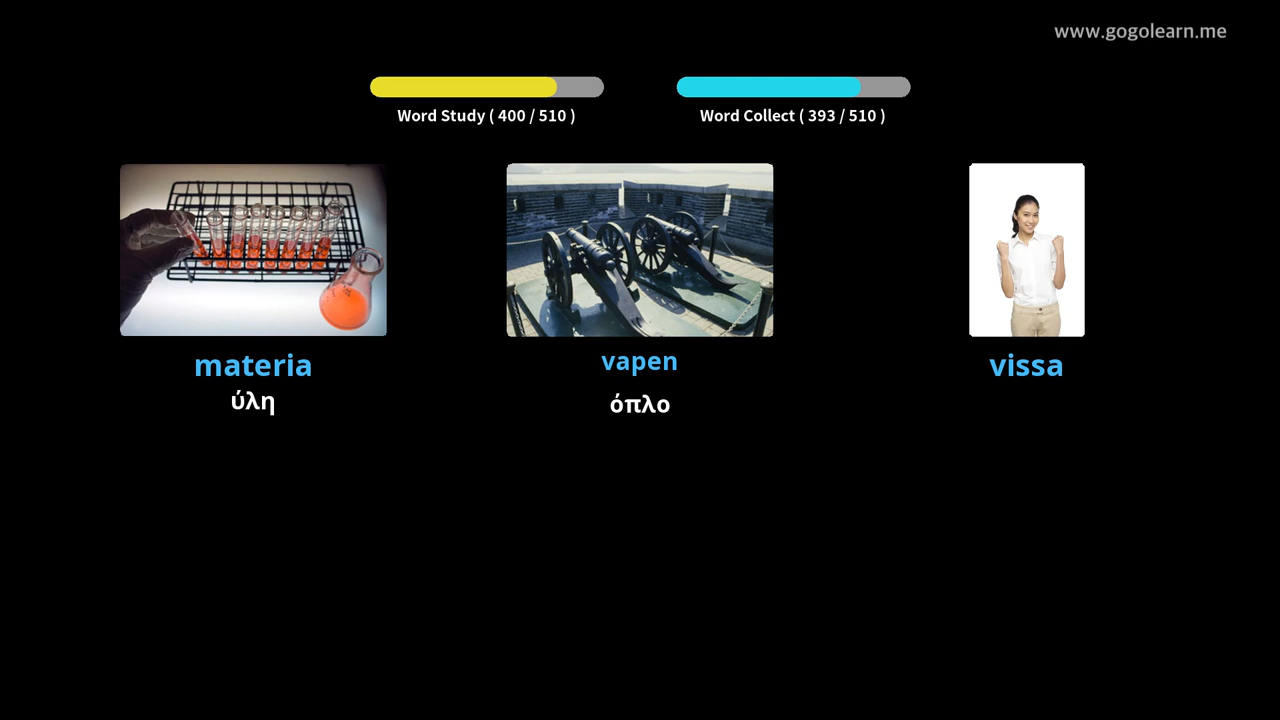 www.gogolearn.me
Word Study ( 400 / 510 )
Word Collect ( 393 / 510 )
materia
ύλη
vapen
όπλο
vissa